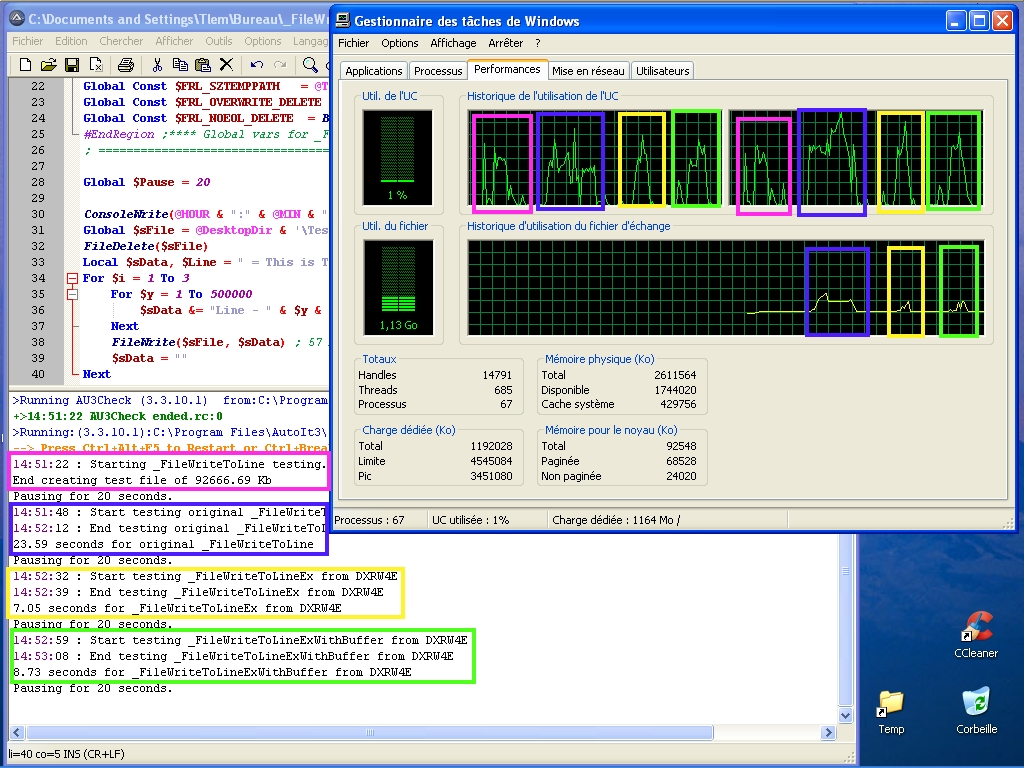 C:\Documents and Settings\Tlem\Bureau\_FileWr
Fichier Edition Chercher Afficher Outils Options Langag
22 Global Const $FRL_SZTEMPPATH = @T
23 Global Const $FRL_OVERWRITE_DELETE
24 Global Const $FRL_NOEOL_DELETE = B
25 #EndRegion ;**** Global vars for _F
26 ; ==================================
27
28 Global $Pause = 20
29
30 ConsoleWrite(@HOUR & ":" & @MIN & "
31 Global $sFile = @DesktopDir & '\Tes
32 FileDelete($sFile)
33 Local $sData, $Line = " = This is T
34 For $i = 1 To 3
35 For $y = 1 To 500000
36 $sData &= "Line - " & $y &
37 Next
38 FileWrite($sFile, $sData) ; 57
39 $sData = ""
40 Next
>Running AU3Check (3.3.10.1) from:C:\Program
+>14:51:22 AU3Check ended.rc:0
>Running:(3.3.10.1):C:\Program Files\AutoIt3\
--> Press Ctrl+Alt+F5 to Restart or Ctrl+Brea
14:51:22 : Starting _FileWriteToLine testing.
End creating test file of 92666.69 Kb
Pausing for 20 seconds.
14:51:48 : Start testing original _FileWriteT
14:52:12 : End testing original _FileWriteTo
23.59 seconds for original _FileWriteToLine
Pausing for 20 seconds.
14:52:32 : Start testing _FileWriteToLineEx from DXRW4E
14:52:39 : End testing _FileWriteToLineEx from DXRW4E
7.05 seconds for _FileWriteToLineEx from DXRW4E
Pausing for 20 seconds.
14:52:59 : Start testing _FileWriteToLineExWithBuffer from DXRW4E
14:53:08 : End testing _FileWriteToLineExWithBuffer from DXRW4E
8.73 seconds for _FileWriteToLineExWithBuffer from DXRW4E
Pausing for 20 seconds.
li=40 co=5 INS (CR+LF)
Gestionnaire des tâches de Windows
Fichier Options Affichage Arrêter ?
Applications Processus Performances Mise en réseau Utilisateurs
Util. de l'UC
1 %
Historique de l'utilisation de l'UC
Util. du fichier
1,13 Go
Historique d'utilisation du fichier d'échange
Totaux
Handles 14791
Threads 685
Processus 67
Mémoire physique (Ko)
Total 2611564
Disponible 1744020
Cache système 429756
Charge dédiée (Ko)
Total 1192028
Limite 4545084
Pic 3451080
Mémoire pour le noyau (Ko)
Total 92548
Paginée 68528
Non paginée 24020
Processus : 67 UC utilisée : 1% Charge dédiée : 1164 Mo /
CCleaner
Temp
Corbeille